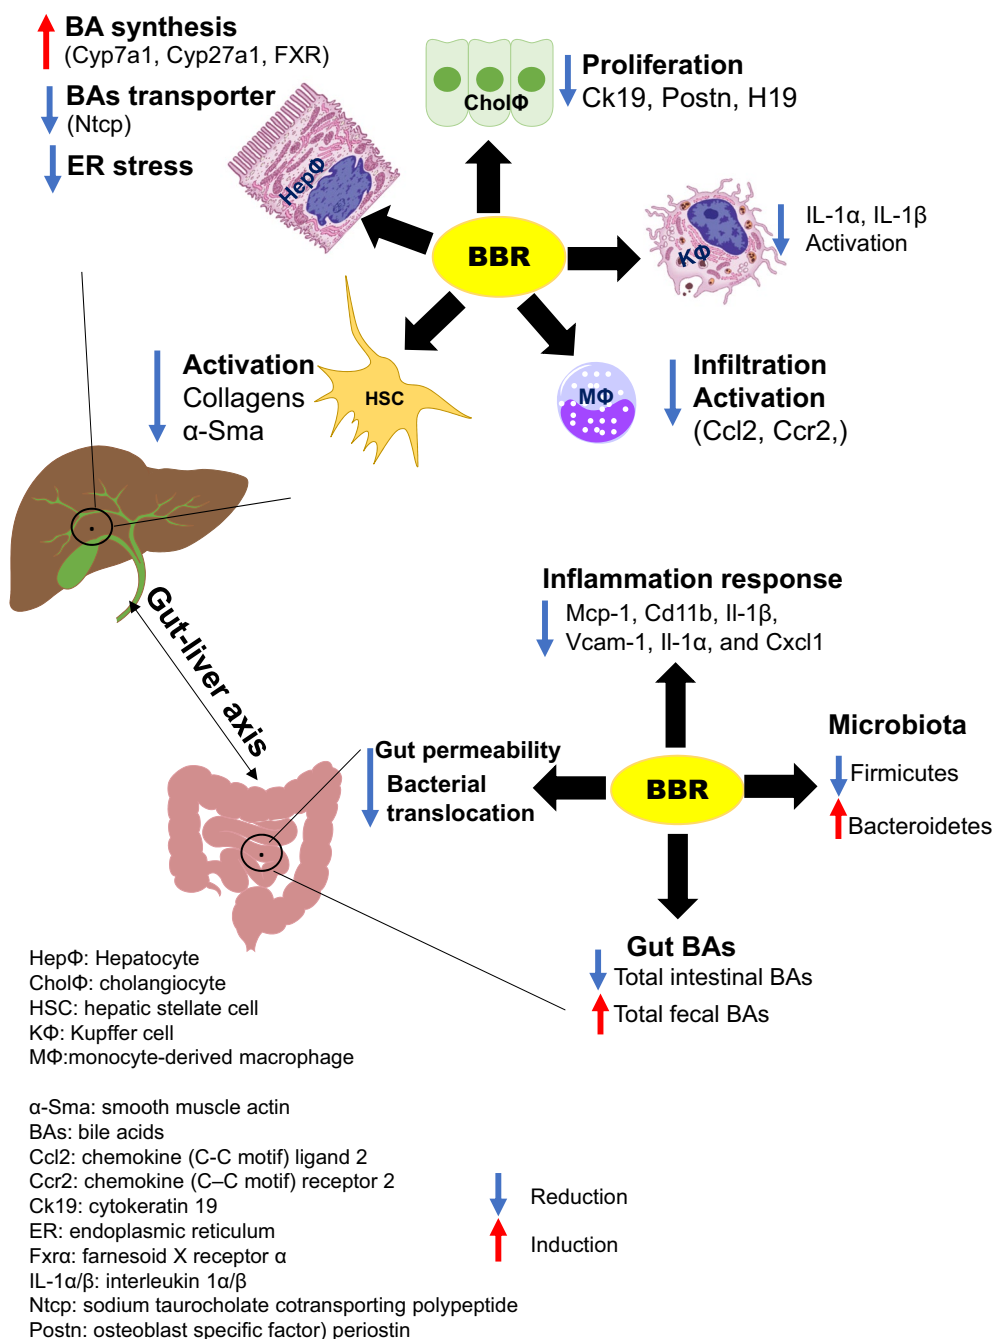 BA synthesis
(Cyp7a1, Cyp27a1, FXR)
BAs transporter
(Ntcp)
ER stress
HepΦ
CholΦ
Proliferation
Ck19, Postn, H19
BBR
KΦ
IL-1α, IL-1β
Activation
Activation
Collagens
α-Sma
HSC
MΦ
Infiltration
Activation
(Ccl2, Ccr2,)
Gut-liver axis
Inflammation response
Mcp-1, Cd11b, Il-1β,
Vcam-1, Il-1α, and Cxcl1
Gut permeability
Bacterial
translocation
BBR
Microbiota
Firmicutes
Bacteroidetes
Gut BAs
Total intestinal BAs
Total fecal BAs
HepΦ: Hepatocyte
CholΦ: cholangiocyte
HSC: hepatic stellate cell
KΦ: Kupffer cell
MΦ:monocyte-derived macrophage
α-Sma: smooth muscle actin
BAs: bile acids
Ccl2: chemokine (C-C motif) ligand 2
Ccr2: chemokine (C–C motif) receptor 2
Ck19: cytokeratin 19
ER: endoplasmic reticulum
Fxrα: farnesoid X receptor α
IL-1α/β: interleukin 1α/β
Ntcp: sodium taurocholate cotransporting polypeptide
Postn: osteoblast specific factor) periostin
Reduction
Induction